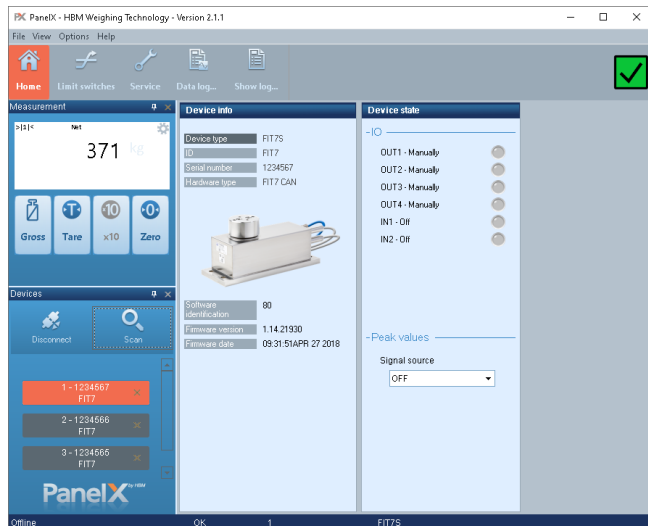 PanelX - HBM Weighing Technology - Version 2.1.1
File View Options Help
Home Limit switches Service Data log... Show log...
Measurement
>|1|< Net
371 kg
Gross Tare x10 Zero
Devices
Disconnect Scan
1 - 1234567
FIT7
2 - 1234566
FIT7
3 - 1234565
FIT7
PanelX by HBM
Device info
Device type FIT7S
ID FIT7
Serial number 1234567
Hardware type FIT7 CAN
Software
identification 80
Firmware version 1.14.21930
Firmware date 09:31:51APR 27 2018
Device state
IO
OUT1 - Manually
OUT2 - Manually
OUT3 - Manually
OUT4 - Manually
IN1 - Off
IN2 - Off
Peak values
Signal source
OFF
Offline OK 1 FIT7S